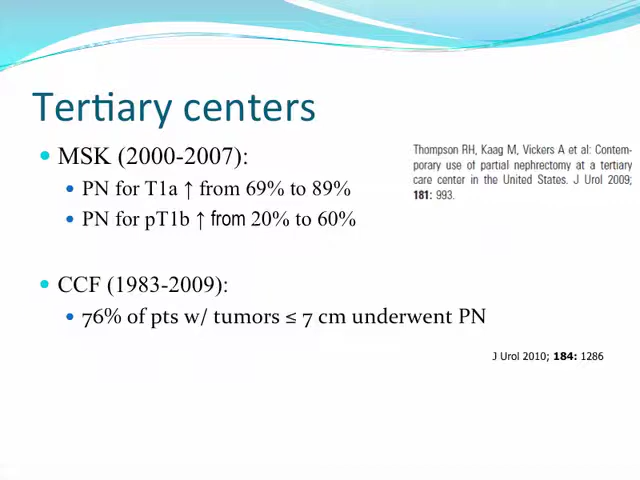 Tertiary centers
MSK (2000-2007):
PN for T1a ↑ from 69% to 89%
PN for pT1b ↑ from 20% to 60%
Thompson RH, Kaag M, Vickers A et al: Contem-
porary use of partial nephrectomy at a tertiary
care center in the United States. J Urol 2009;
181: 993.
CCF (1983-2009):
76% of pts w/ tumors ≤ 7 cm underwent PN
J Urol 2010; 184: 1286